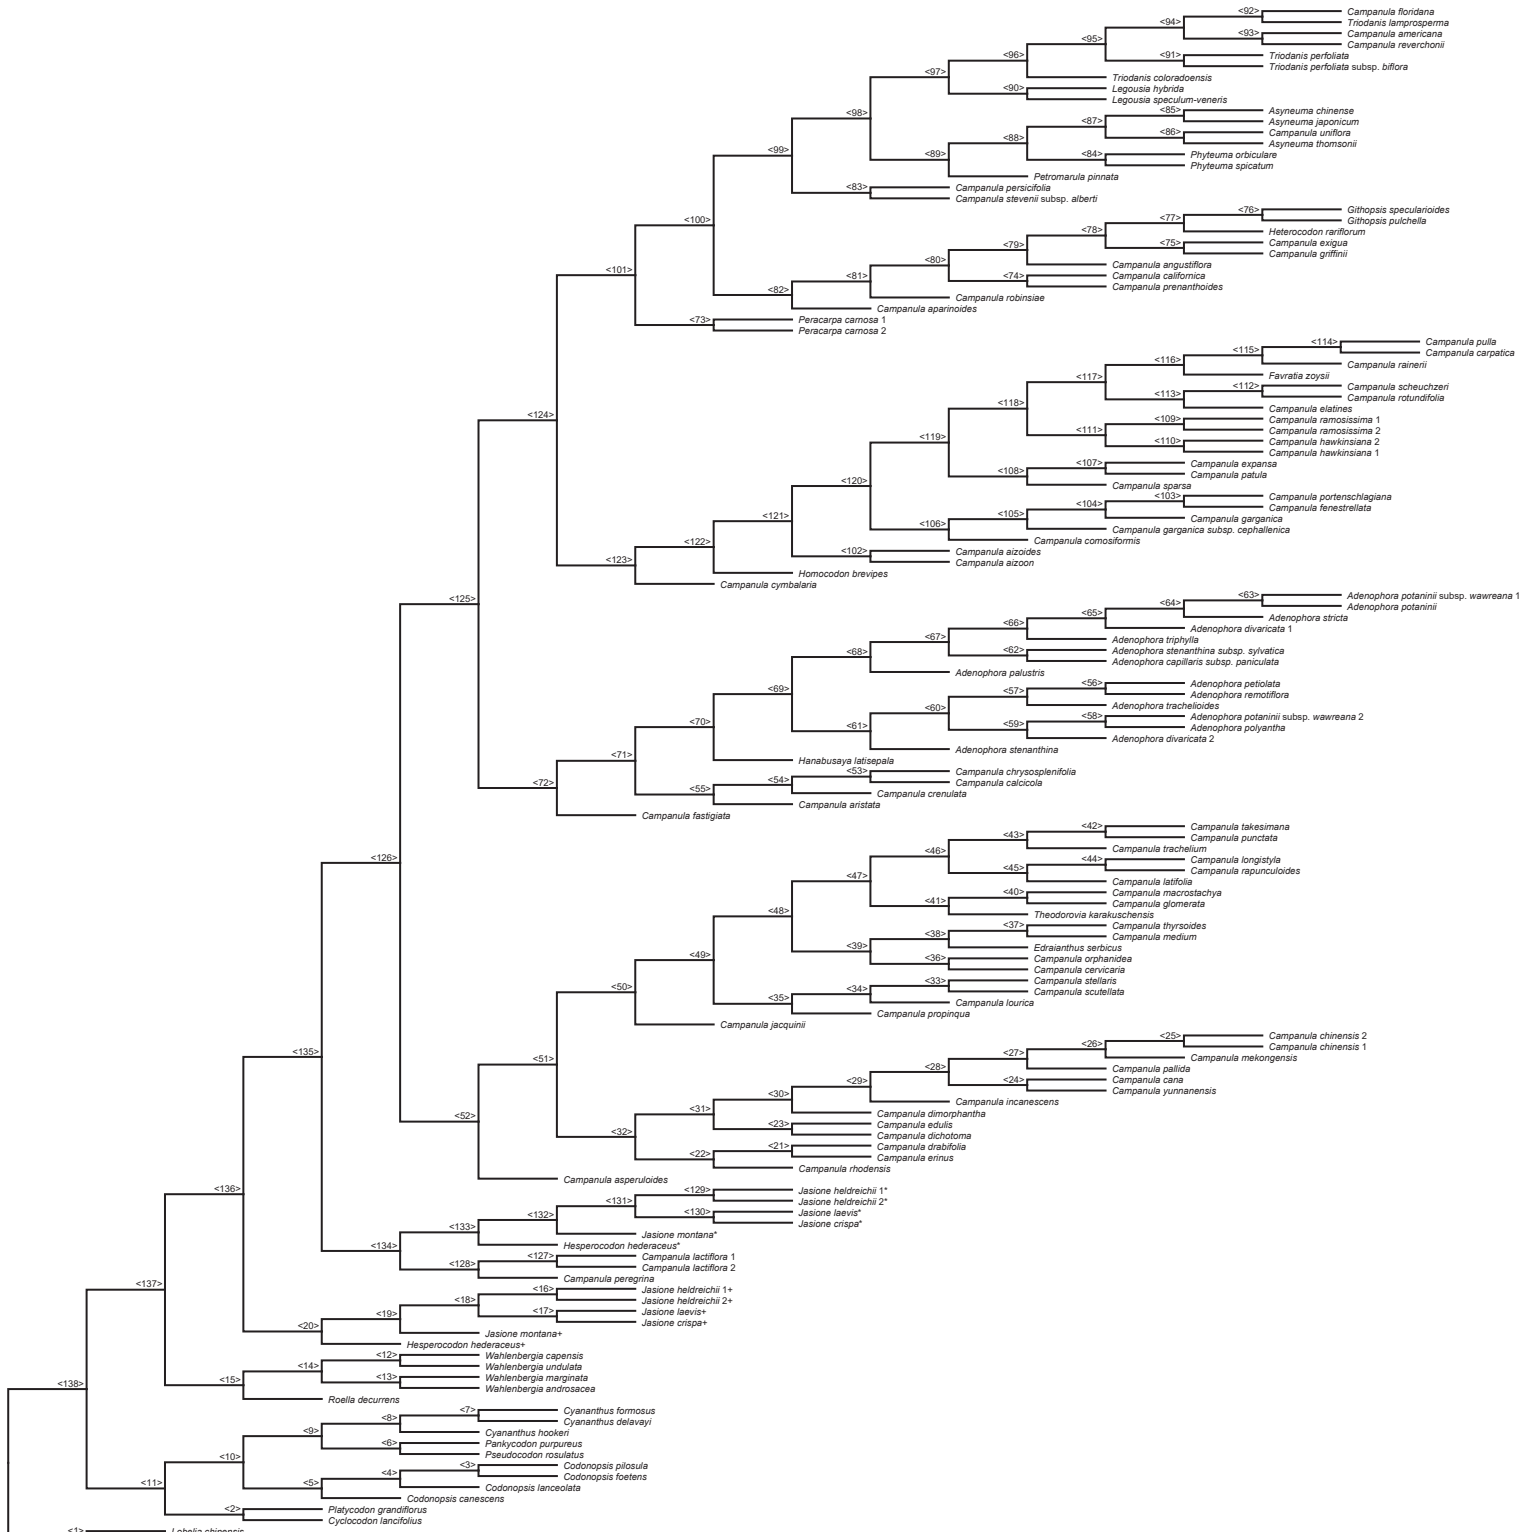 <92>
Campanula floridana
<94>
Triodanis lamprosperma
<95>
<93>
Campanula americana
Campanula reverchonii
<96>
<91>
Triodanis perfoliata
Triodanis perfoliata subsp. biflora
<97>
Triodanis coloradoensis
<90>
Legousia hybrida
Legousia speculum-veneris
<98>
<85>
Asyneuma chinense
<87>
Asyneuma japonicum
<88>
<86>
Campanula uniflora
Asyneuma thomsonii
<99>
<89>
<84>
Phyteuma orbiculare
Phyteuma spicatum
Petromarula pinnata
<83>
Campanula persicifolia
Campanula stevenii subsp. alberti
<100>
<76>
Githopsis specularioides
<77>
Githopsis pulchella
<78>
Heterocodon rariflorum
<79>
<75>
Campanula exigua
Campanula griffinii
<80>
Campanula angustiflora
<101>
<81>
<74>
Campanula californica
Campanula prenanthoides
<82>
Campanula robinsiae
Campanula aparinoides
<73>
Peracarpa carnosa 1
Peracarpa carnosa 2
<114>
Campanula pulla
<115>
Campanula carpatica
<116>
Campanula rainerii
<117>
Favratia zoysii
<112>
Campanula scheuchzeri
<113>
Campanula rotundifolia
<118>
Campanula elatines
<124>
<109>
Campanula ramosissima 1
<111>
Campanula ramosissima 2
<119>
<110>
Campanula hawkinsiana 2
Campanula hawkinsiana 1
<107>
Campanula expansa
<108>
Campanula patula
<120>
Campanula sparsa
<103>
Campanula portenschlagiana
<104>
Campanula fenestrellata
<121>
<105>
Campanula garganica
<106>
Campanula garganica subsp. cephallenica
Campanula comosiformis
<122>
<102>
Campanula aizoides
<123>
Campanula aizoon
Homocodon brevipes
Campanula cymbalaria
<125>
<63>
Adenophora potaninii subsp. wawreana 1
<64>
Adenophora potaninii
<65>
Adenophora stricta
<66>
Adenophora divaricata 1
<67>
Adenophora triphylla
<62>
Adenophora stenanthina subsp. sylvatica
<68>
Adenophora capillaris subsp. paniculata
Adenophora palustris
<69>
<56>
Adenophora petiolata
<57>
Adenophora remotiflora
<60>
Adenophora trachelioides
<58>
Adenophora potaninii subsp. wawreana 2
<70>
<61>
<59>
Adenophora polyantha
Adenophora divaricata 2
Adenophora stenanthina
<71>
Hanabusaya latisepala
<53>
Campanula chrysosplenifolia
<72>
<54>
Campanula calcicola
<55>
Campanula crenulata
Campanula aristata
Campanula fastigiata
<42>
Campanula takesimana
<43>
Campanula punctata
<46>
Campanula trachelium
<126>
<44>
Campanula longistyla
<45>
Campanula rapunculoides
<47>
Campanula latifolia
<40>
Campanula macrostachya
<41>
Campanula glomerata
<48>
Theodorovia karakuschensis
<37>
Campanula thyrsoides
<38>
Campanula medium
<39>
Edraianthus serbicus
<49>
<36>
Campanula orphanidea
Campanula cervicaria
<33>
Campanula stellaris
<50>
<34>
Campanula scutellata
<35>
Campanula lourica
Campanula propinqua
Campanula jacquinii
<25>
Campanula chinensis 2
<26>
Campanula chinensis 1
<135>
<51>
<27>
Campanula mekongensis
<28>
Campanula pallida
<24>
Campanula cana
<29>
Campanula yunnanensis
<30>
Campanula incanescens
<31>
Campanula dimorphantha
<52>
<23>
Campanula edulis
<32>
Campanula dichotoma
<21>
Campanula drabifolia
<22>
Campanula erinus
Campanula rhodensis
Campanula asperuloides
<136>
<129>
Jasione heldreichii 1*
<131>
Jasione heldreichii 2*
<132>
<130>
Jasione laevis*
Jasione crispa*
<133>
Jasione montana*
<134>
Hesperocodon hederaceus*
<127>
Campanula lactiflora 1
<128>
Campanula lactiflora 2
Campanula peregrina
<137>
<16>
Jasione heldreichii 1+
<18>
Jasione heldreichii 2+
<19>
<17>
Jasione laevis+
Jasione crispa+
<20>
Jasione montana+
Hesperocodon hederaceus+
<12>
Wahlenbergia capensis
<14>
Wahlenbergia undulata
<13>
Wahlenbergia marginata
<138>
<15>
Wahlenbergia androsacea
Roella decurrens
<7>
Cyananthus formosus
<8>
Cyananthus delavayi
<9>
Cyananthus hookeri
<6>
Pankycodon purpureus
<10>
Pseudocodon rosulatus
<3>
Codonopsis pilosula
<4>
Codonopsis foetens
<11>
<5>
Codonopsis lanceolata
Codonopsis canescens
<2>
Platycodon grandiflorus
Cyclocodon lancifolius
<1>
Lobelia chinensis